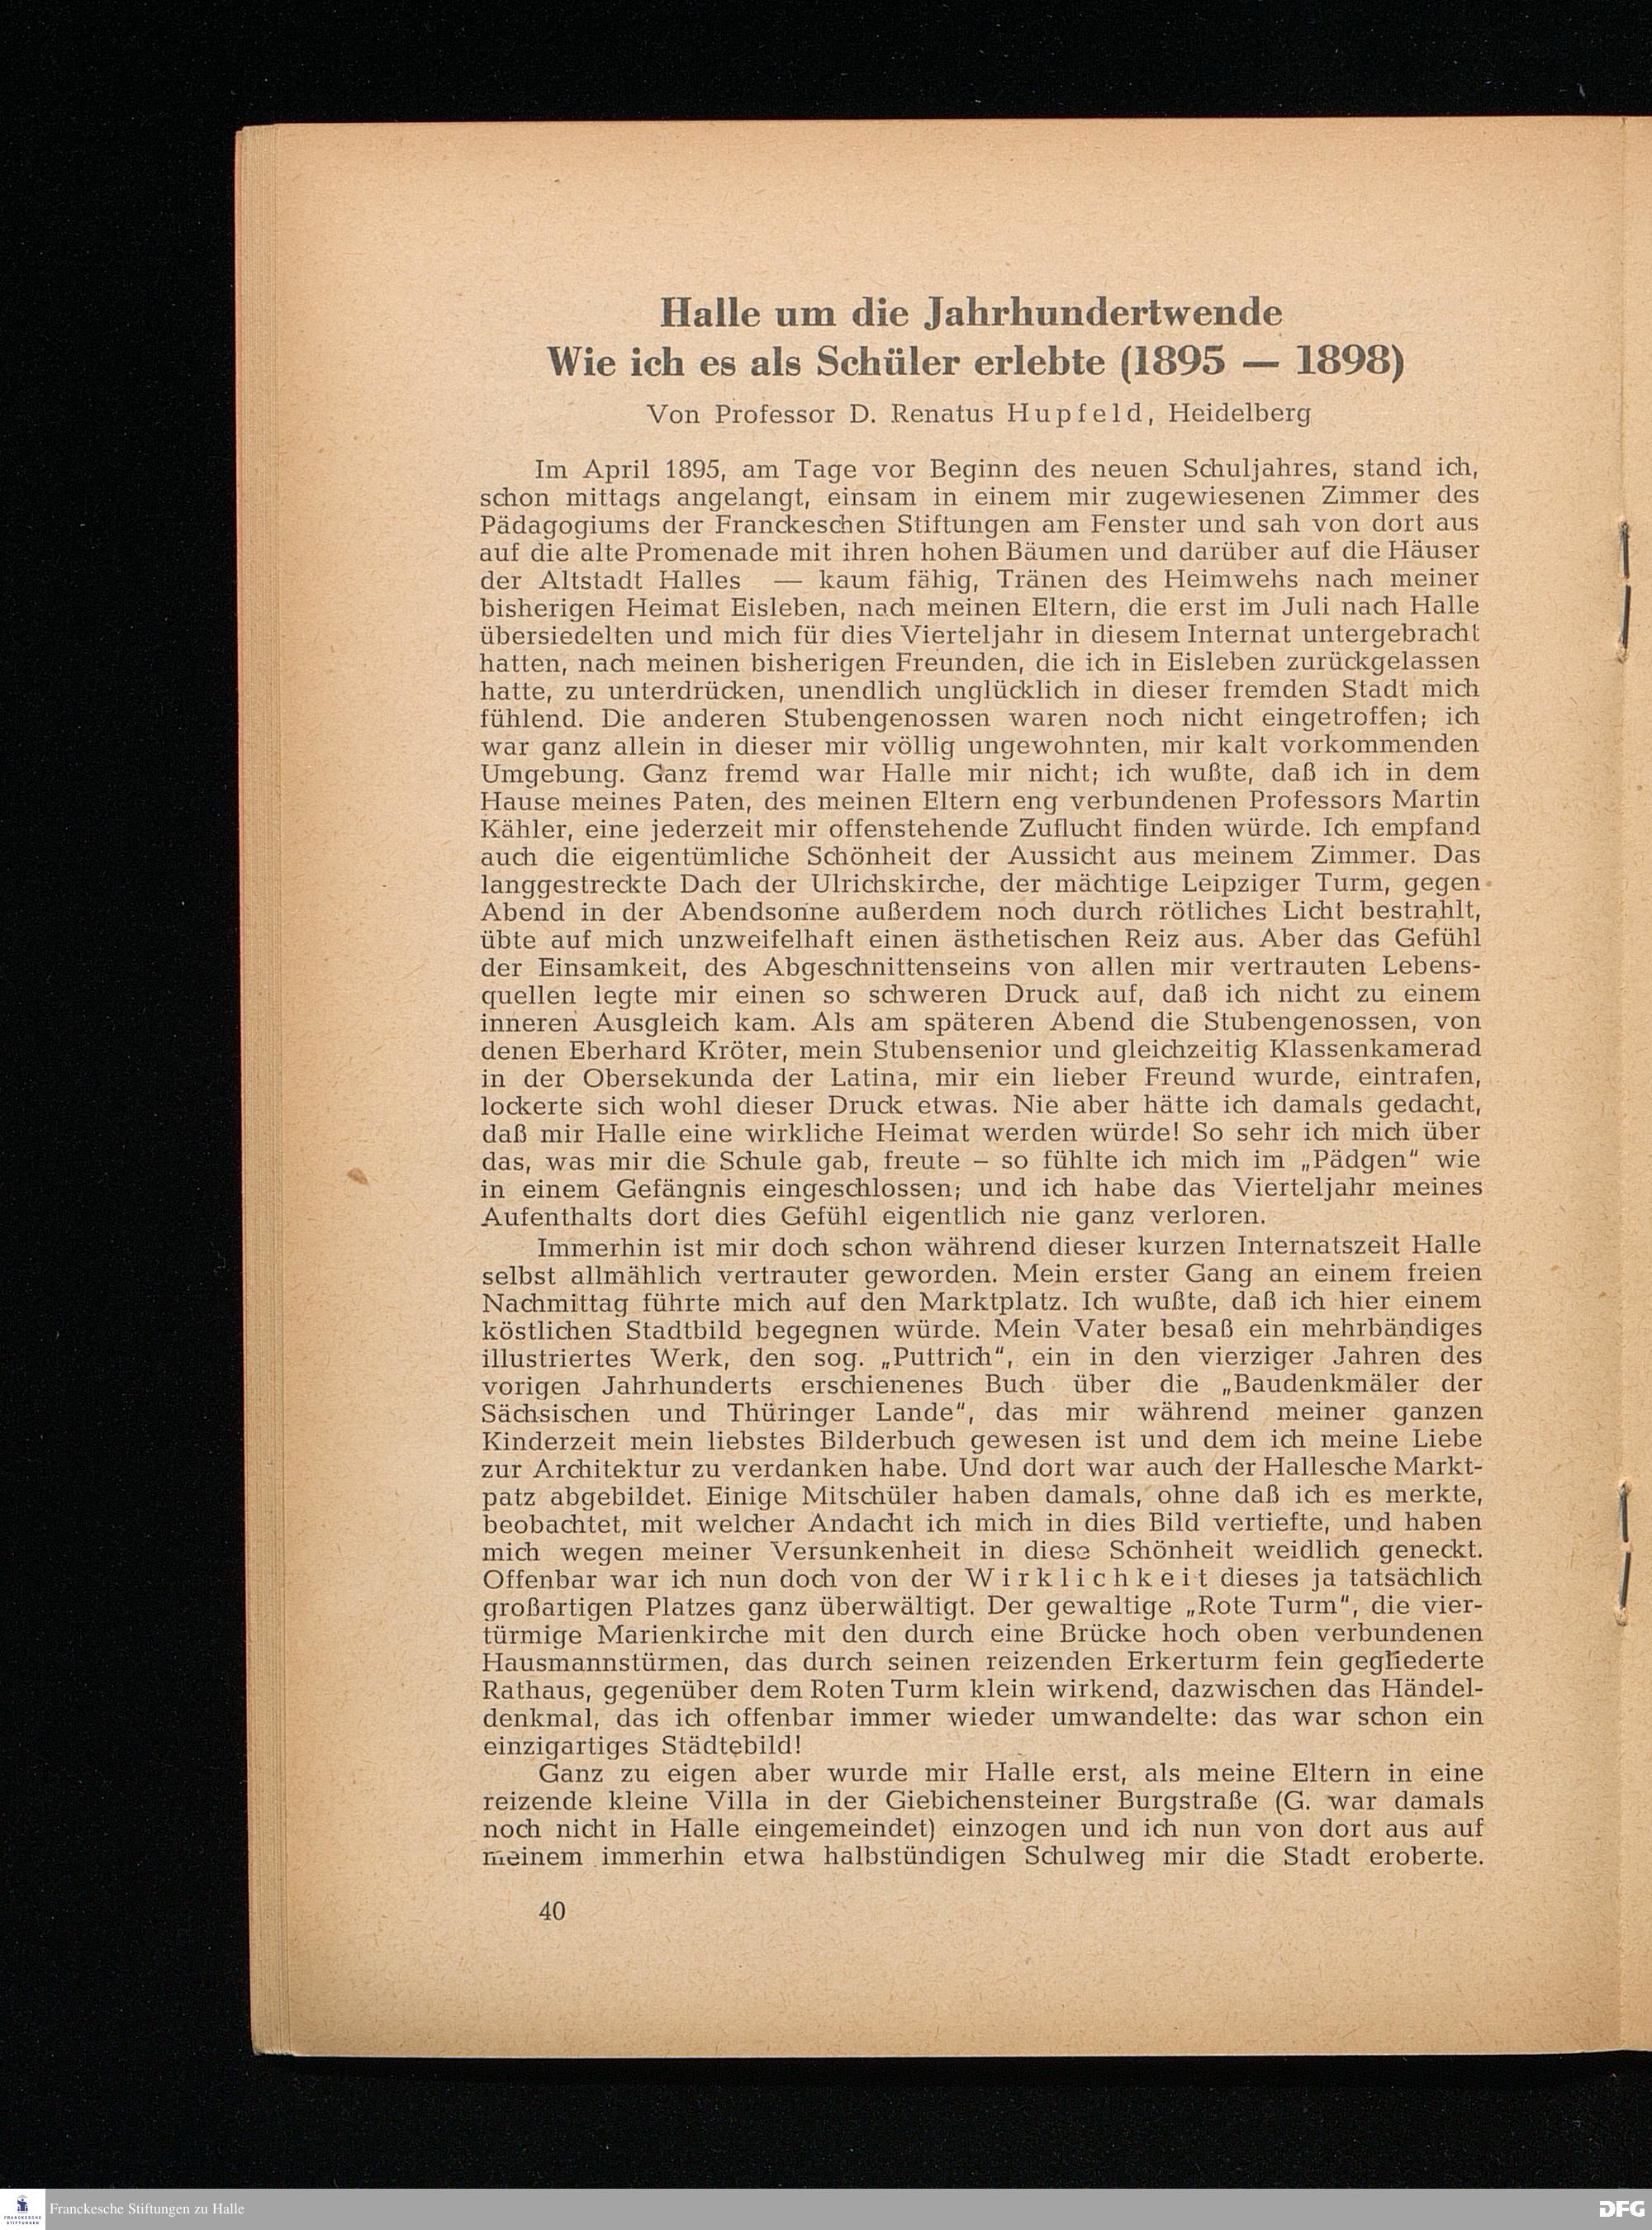 Halle um die Jahrhundertwende
Wie ich es als Schüler erlebte (1895 — 1898)
Von Professor D. Renatus Hupfeld, Heidelberg
Im April 1895, am Tage vor Beginn des neuen Schuljahres, stand ich,
schon mittags angelangt, einsam in einem mir zugewiesenen Zimmer des
Pädagogiums der Franckeschen Stiftungen am Fenster und sah von dort aus
auf die alte Promenade mit ihren hohen Bäumen und darüber auf die Häuser
der Altstadt Halles — kaum fähig, Tränen des Heimwehs nach meiner
bisherigen Heimat Eisleben, nach meinen Eltern, die erst im Juli nach Halle
übersiedelten und mich für dies Vierteljahr in diesem Internat untergebracht
hatten, nach meinen bisherigen Freunden, die ich in Eisleben zurückgelassen
hatte, zu unterdrücken, unendlich unglücklich in dieser fremden Stadt mich
fühlend. Die anderen Stubengenossen waren noch nicht eingetroffen; ich
war ganz allein in dieser mir völlig ungewohnten, mir kalt vorkommenden
Umgebung. Ganz fremd war Halle mir nicht; ich wußte, daß ich in dem
Hause meines Paten, des meinen Eltern eng verbundenen Professors Martin
Kähler, eine jederzeit mir offenstehende Zuflucht finden würde. Ich empfand
auch die eigentümliche Schönheit der Aussicht aus meinem Zimmer. Das
langgestreckte Dach der Ulrichskirche, der mächtige Leipziger Turm, gegen
Abend in der Abendsonne außerdem noch durch rötliches Licht bestrahlt,
übte auf mich unzweifelhaft einen ästhetischen Reiz aus. Aber das Gefühl
der Einsamkeit, des Abgeschnittenseins von allen mir vertrauten Lebens-
quellen legte mir einen so schweren Druck auf, daß ich nicht zu einem
inneren Ausgleich kam. Als am späteren Abend die Stubengenossen, von
denen Eberhard Kröter, mein Stubensenior und gleichzeitig Klassenkamerad
in der Obersekunda der Latina, mir ein lieber Freund wurde, eintrafen,
lockerte sich wohl dieser Druck etwas. Nie aber hätte ich damals gedacht,
daß mir Halle eine wirkliche Heimat werden würde! So sehr ich mich über
das, was mir die Schule gab, freute – so fühlte ich mich im „Pädgen" wie
in einem Gefängnis eingeschlossen; und ich habe das Vierteljahr meines
Aufenthalts dort dies Gefühl eigentlich nie ganz verloren.
Immerhin ist mir doch schon während dieser kurzen Internatszeit Halle
selbst allmählich vertrauter geworden. Mein erster Gang an einem freien
Nachmittag führte mich auf den Marktplatz. Ich wußte, daß ich hier einem
köstlichen Stadtbild begegnen würde. Mein Vater besaß ein mehrbändiges
illustriertes Werk, den sog. „Puttrich", ein in den vierziger Jahren des
vorigen Jahrhunderts erschienenes Buch über die „Baudenkmäler der
Sächsischen und Thüringer Lande", das mir während meiner ganzen
Kinderzeit mein liebstes Bilderbuch gewesen ist und dem ich meine Liebe
zur Architektur zu verdanken habe. Und dort war auch der Hallesche Markt-
patz abgebildet. Einige Mitschüler haben damals, ohne daß ich es merkte,
beobachtet, mit welcher Andacht ich mich in dies Bild vertiefte, und haben
mich wegen meiner Versunkenheit in diese Schönheit weidlich geneckt.
Offenbar war ich nun doch von der Wirklichkeit dieses ja tatsächlich
großartigen Platzes ganz überwältigt. Der gewaltige „Rote Turm", die vier-
türmige Marienkirche mit den durch eine Brücke hoch oben verbundenen
Hausmannstürmen, das durch seinen reizenden Erkerturm fein gegliederte
Rathaus, gegenüber dem Roten Turm klein wirkend, dazwischen das Händel-
denkmal, das ich offenbar immer wieder umwandelte: das war schon ein
einzigartiges Städtebild!
Ganz zu eigen aber wurde mir Halle erst, als meine Eltern in eine
reizende kleine Villa in der Giebichensteiner Burgstraße (G. war damals
noch nicht in Halle eingemeindet) einzogen und ich nun von dort aus auf
meinem immerhin etwa halbstündigen Schulweg mir die Stadt eroberte.
40
FRANCKESCHE
STIFTUNGEN
Franckesche Stiftungen zu Halle
DFG